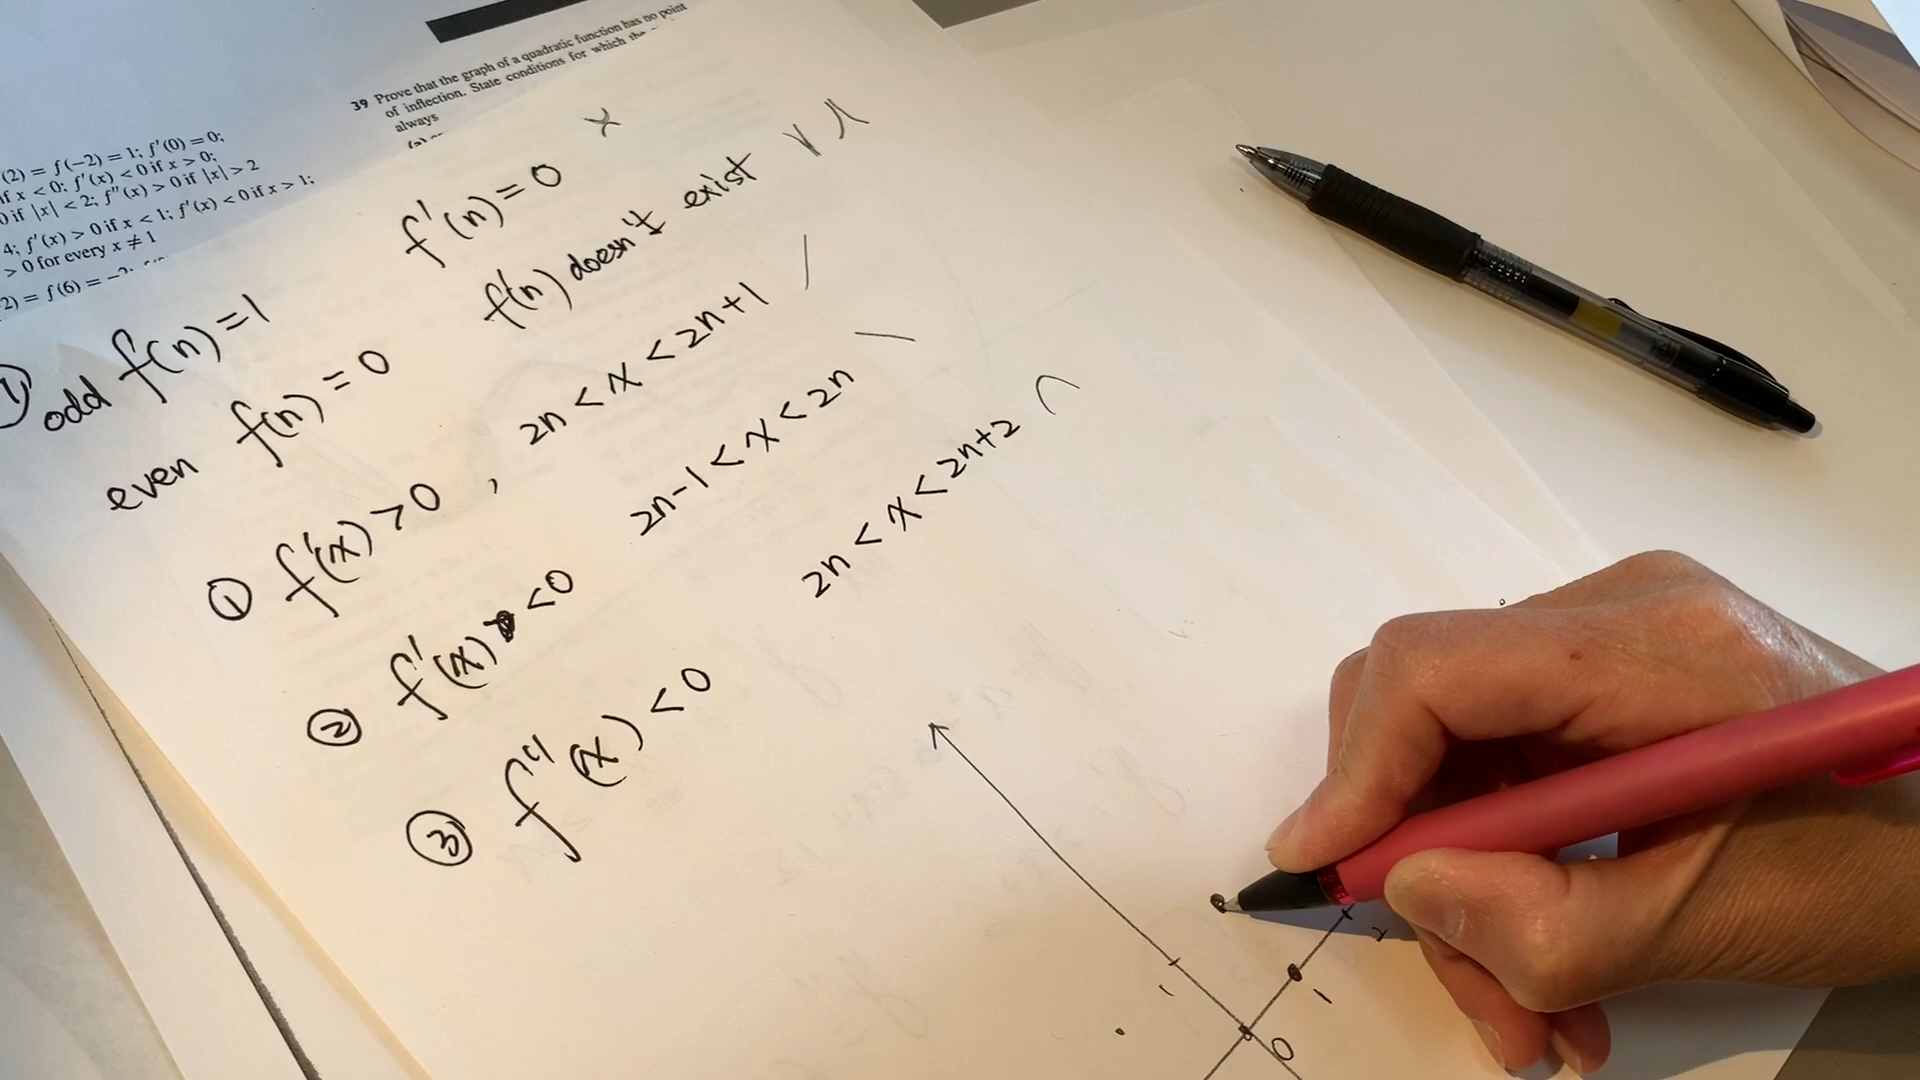 39 Prove that the graph of a quadratic function has no point
of inflection. State conditions for which the
always
(2) = f(−2) = 1; f′(0) = 0;
if x < 0; f′(x) < 0 if x > 0;
0 if |x| < 2; f″(x) > 0 if |x| > 2
4; f′(x) > 0 if x < 1; f′(x) < 0 if x > 1;
> 0 for every x ≠ 1
2) = f(6) = −2;
① odd f(n) = 1 f'(n) = 0 x
even f(n) = 0 f'(n) doesn't exist
① f'(x) > 0 , 2n < x < 2n+1
② f'(x) < 0 2n-1 < x < 2n
③ f''(x) < 0 2n < x < 2n+2
1
2
1
0